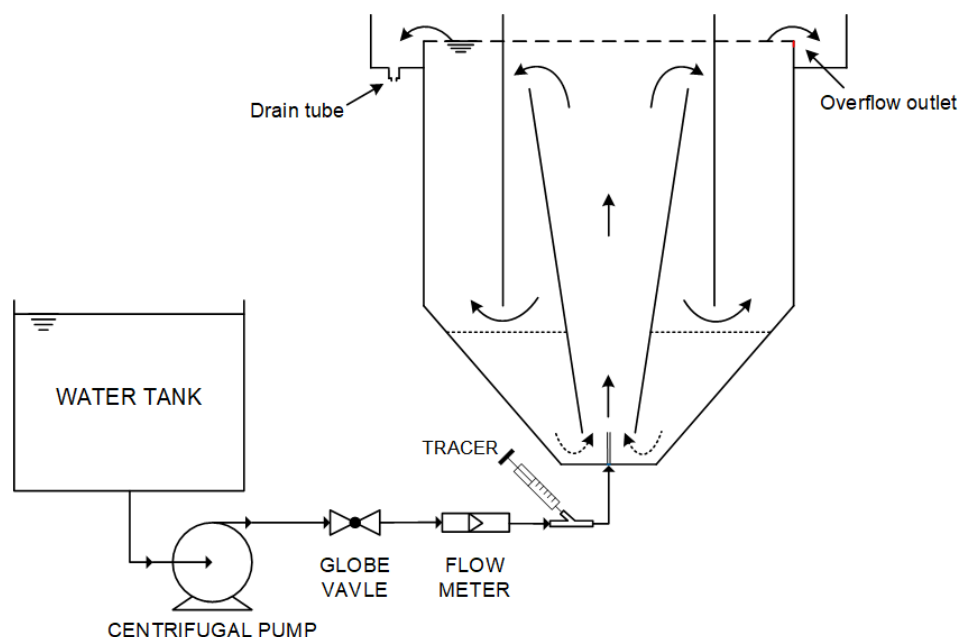 Drain tube
Overflow outlet
WATER TANK
TRACER
GLOBE
VAVLE
FLOW
METER
CENTRIFUGAL PUMP